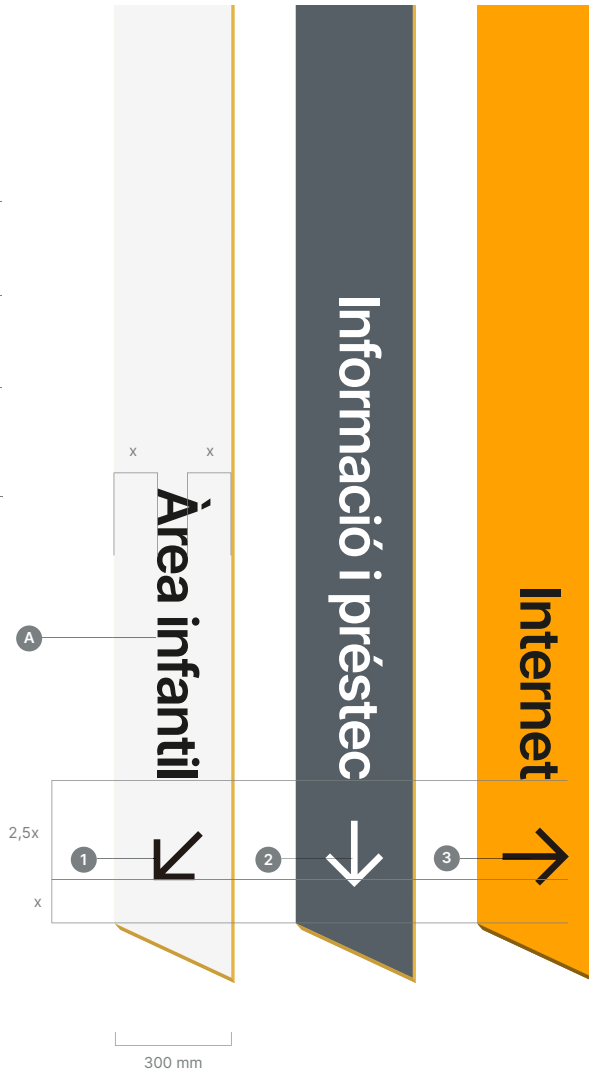 x
x
Àrea infantil
Informació i préstec
Internet
A
2,5x
1
2
3
x
300 mm